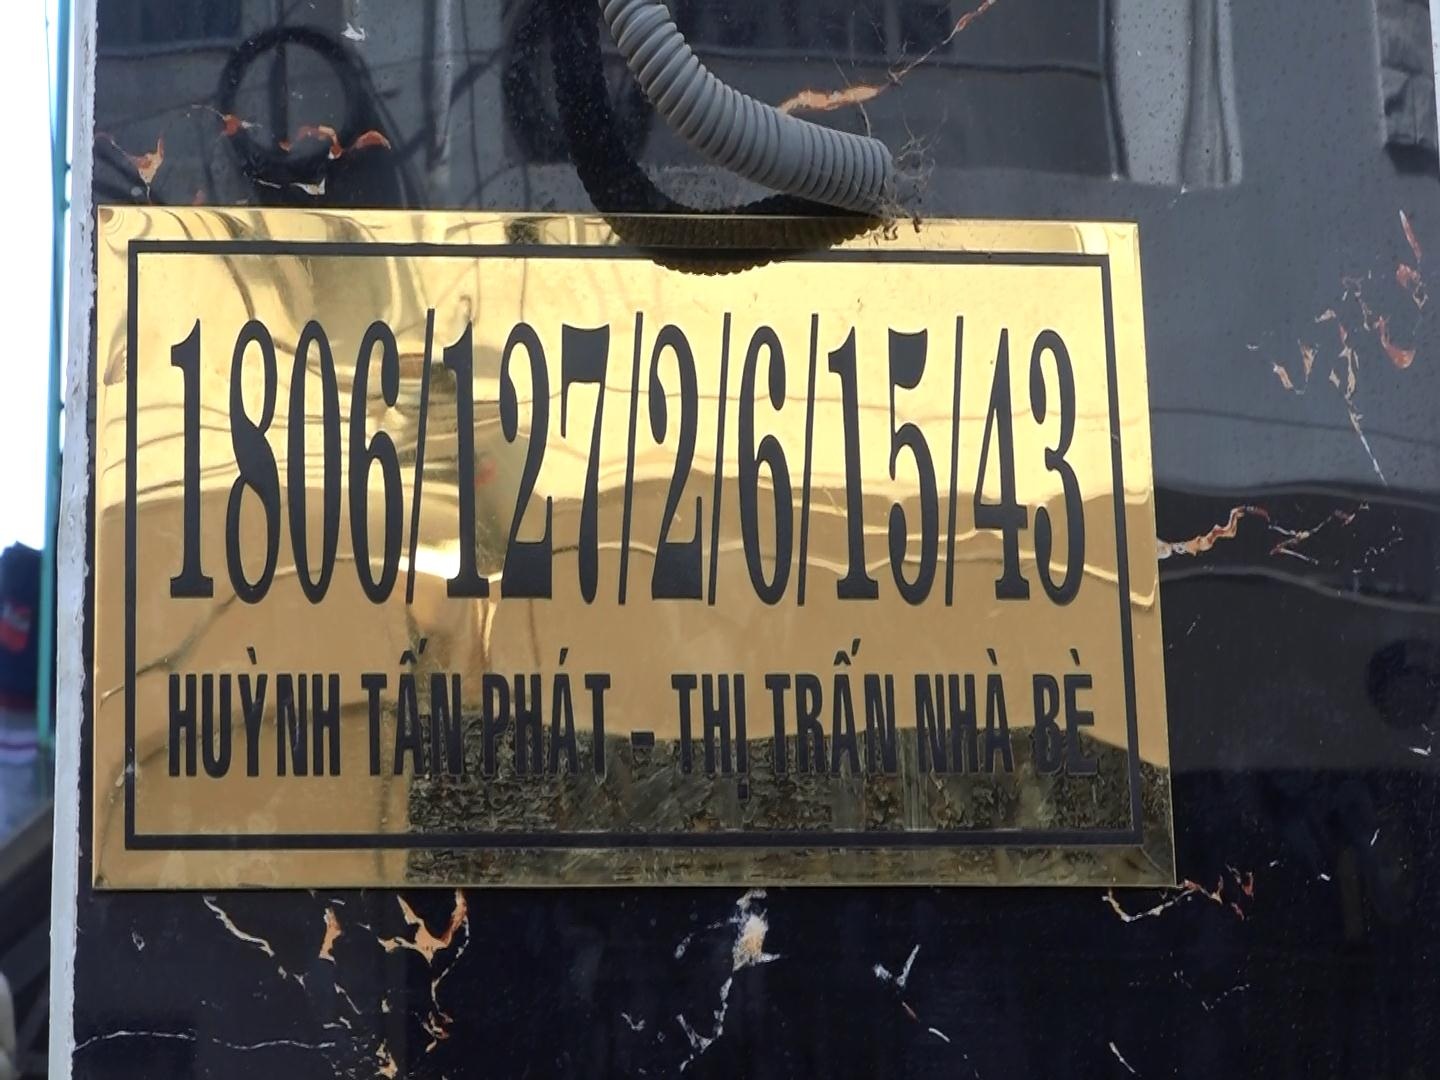 1806/127/2/6/15/43
HUỲNH TẤN PHÁT - THỊ TRẤN NHÀ BÈ